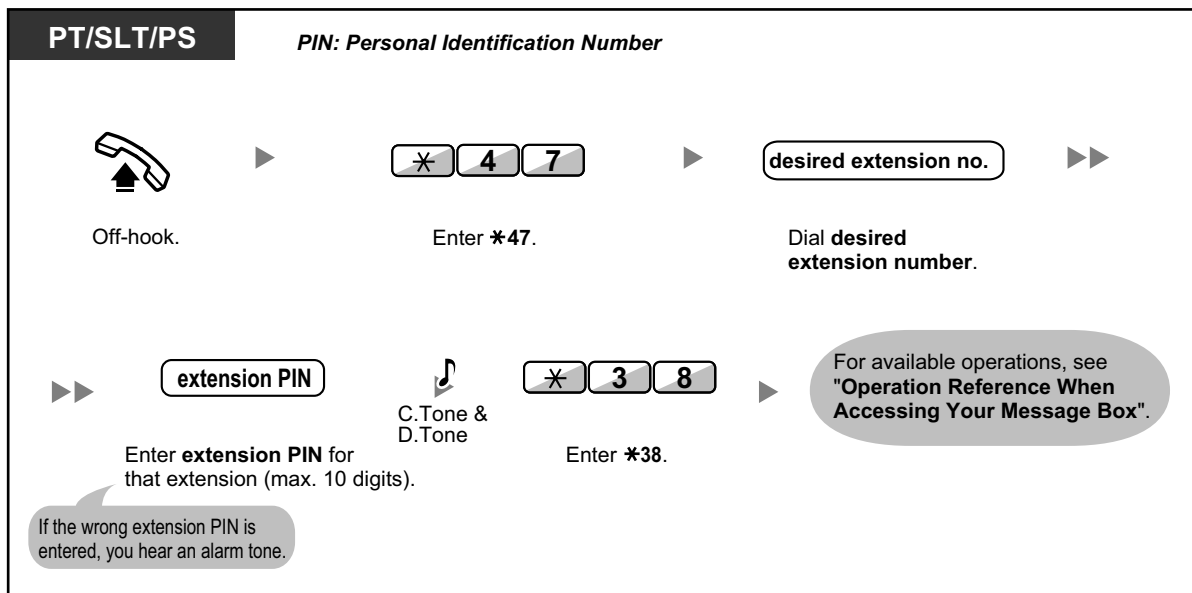 PT/SLT/PS
PIN: Personal Identification Number
✳ 4 7
desired extension no.
Off-hook.
Enter ✳47.
Dial desired
extension number.
extension PIN
✳ 3 8
C.Tone &
D.Tone
Enter extension PIN for
that extension (max. 10 digits).
Enter ✳38.
For available operations, see
"Operation Reference When
Accessing Your Message Box".
If the wrong extension PIN is
entered, you hear an alarm tone.